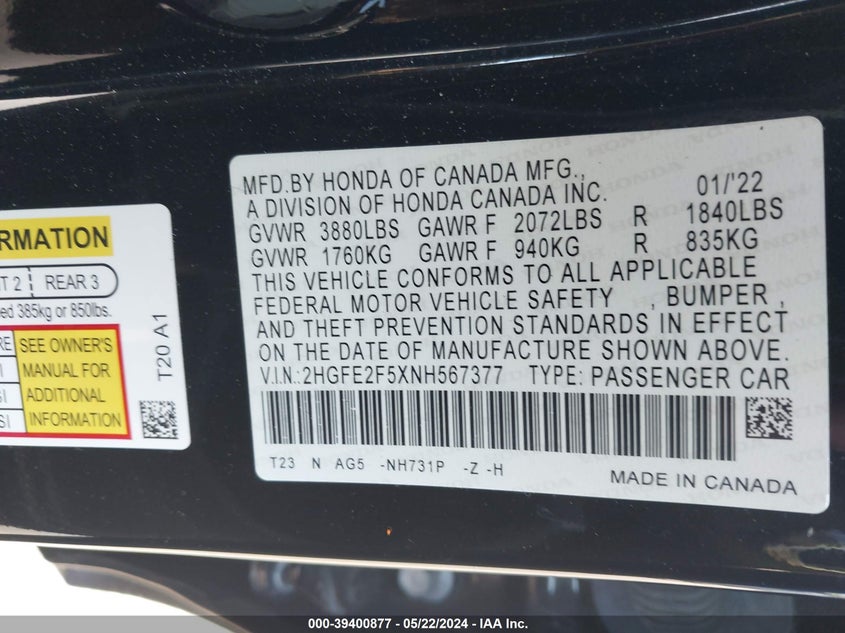 MFD.BY HONDA OF CANADA MFG.,
A DIVISION OF HONDA CANADA INC. 01/'22
GVWR 3880LBS GAWR F 2072LBS R 1840LBS
GVWR 1760KG GAWR F 940KG R 835KG
THIS VEHICLE CONFORMS TO ALL APPLICABLE
FEDERAL MOTOR VEHICLE SAFETY , BUMPER ,
AND THEFT PREVENTION STANDARDS IN EFFECT
ON THE DATE OF MANUFACTURE SHOWN ABOVE.
V.I.N.:2HGFE2F5XNH567377 TYPE: PASSENGER CAR
T23 N AG5 -NH731P -Z -H
MADE IN CANADA
RMATION
2 REAR 3
ed 385kg or 850lbs.
SEE OWNER'S
MANUAL FOR
ADDITIONAL
INFORMATION
T20 A1
000-39400877 - 05/22/2024 - IAA Inc.